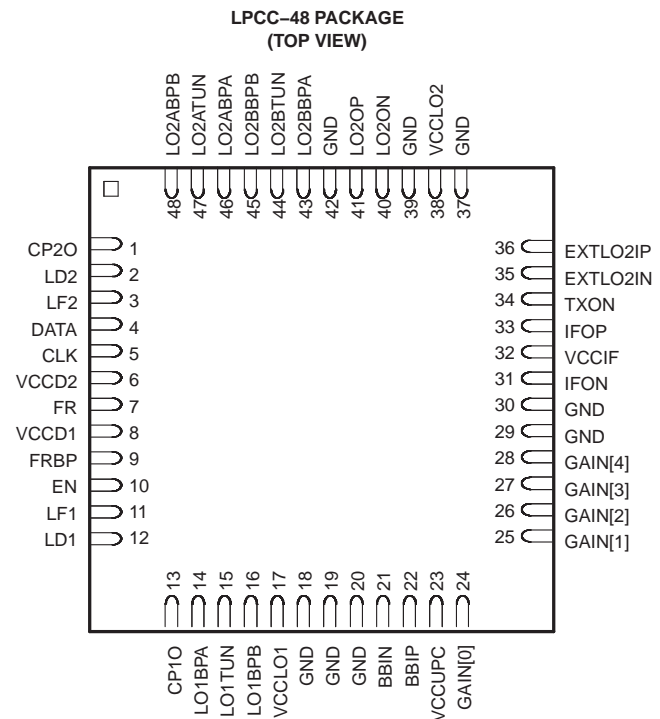 LPCC–48 PACKAGE
(TOP VIEW)
LO2ABPB
LO2ATUN
LO2ABPA
LO2BBPB
LO2BTUN
LO2BBPA
GND
LO2OP
LO2ON
GND
VCCLO2
GND
48
47
46
45
44
43
42
41
40
39
38
37
CP2O 1
LD2 2
LF2 3
DATA 4
CLK 5
VCCD2 6
FR 7
VCCD1 8
FRBP 9
EN 10
LF1 11
LD1 12
36 EXTLO2IP
35 EXTLO2IN
34 TXON
33 IFOP
32 VCCIF
31 IFON
30 GND
29 GND
28 GAIN[4]
27 GAIN[3]
26 GAIN[2]
25 GAIN[1]
13
14
15
16
17
18
19
20
21
22
23
24
CP1O
LO1BPA
LO1TUN
LO1BPB
VCCLO1
GND
GND
GND
BBIN
BBIP
VCCUPC
GAIN[0]